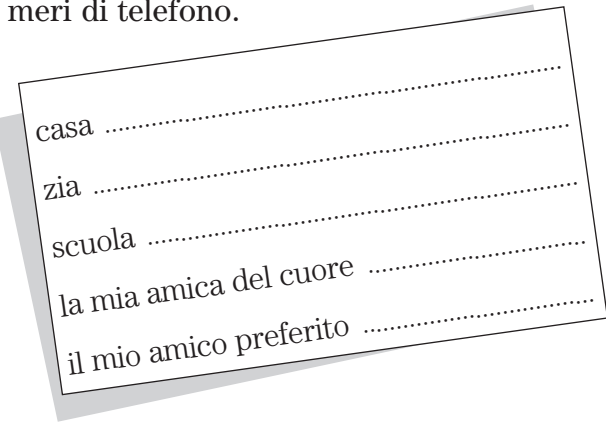 meri di telefono.
casa ................................................................
zia ................................................................
scuola ............................................................
la mia amica del cuore ................................
il mio amico preferito ..................................